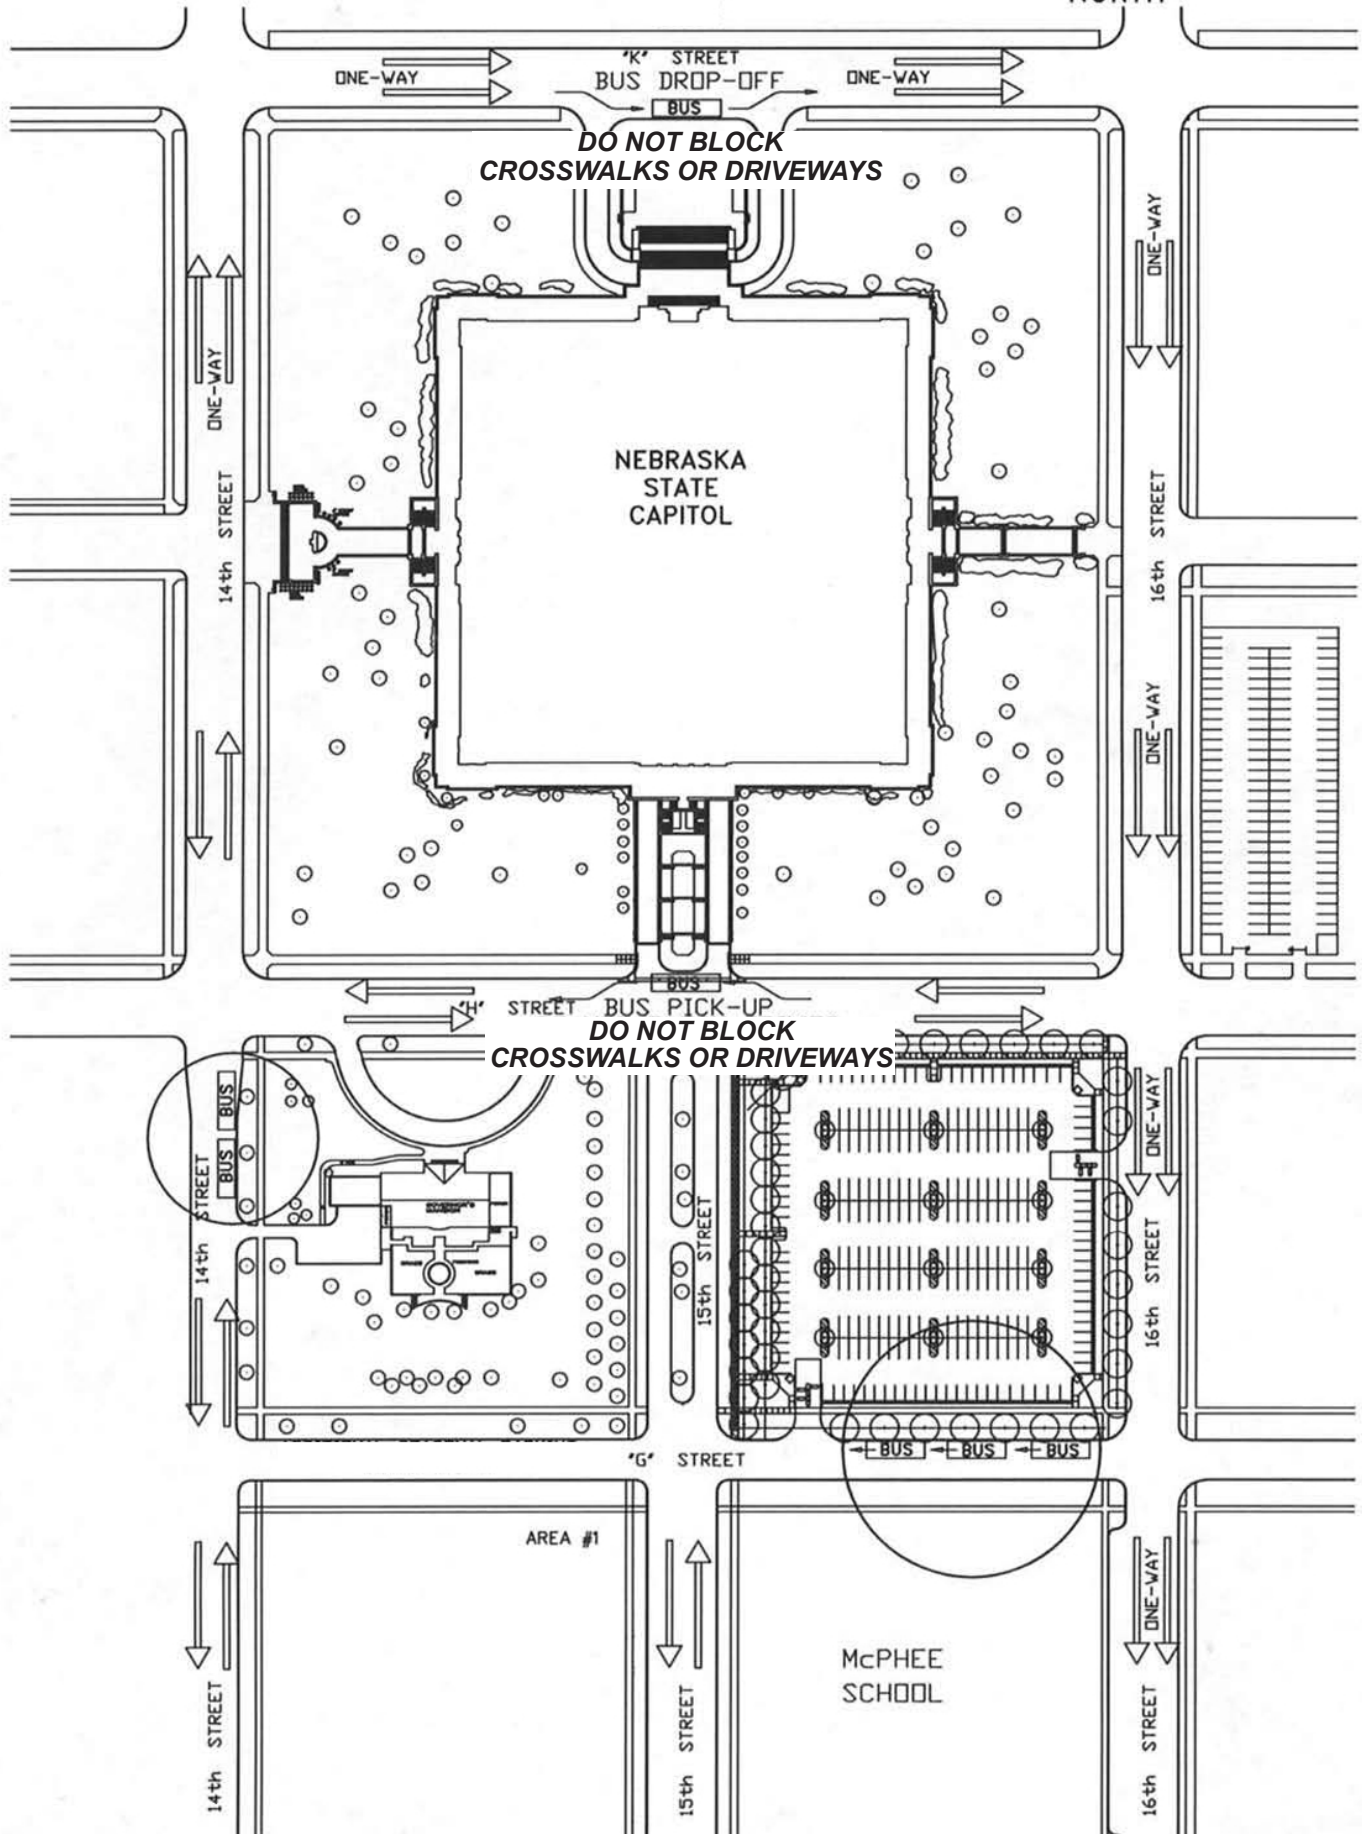 NORTH
"K" STREET
ONE-WAY
BUS DROP-OFF
ONE-WAY
BUS
DO NOT BLOCK
CROSSWALKS OR DRIVEWAYS
ONE-WAY
ONE-WAY
NEBRASKA
STATE
CAPITOL
14th STREET
16th STREET
ONE-WAY
BUS
"H" STREET
BUS PICK-UP
DO NOT BLOCK
CROSSWALKS OR DRIVEWAYS
BUS
BUS
14th STREET
15th STREET
ONE-WAY
16th STREET
GOVERNOR'S
MANSION
BUS
BUS
BUS
"G" STREET
AREA #1
ONE-WAY
McPHEE
SCHOOL
14th STREET
15th STREET
16th STREET